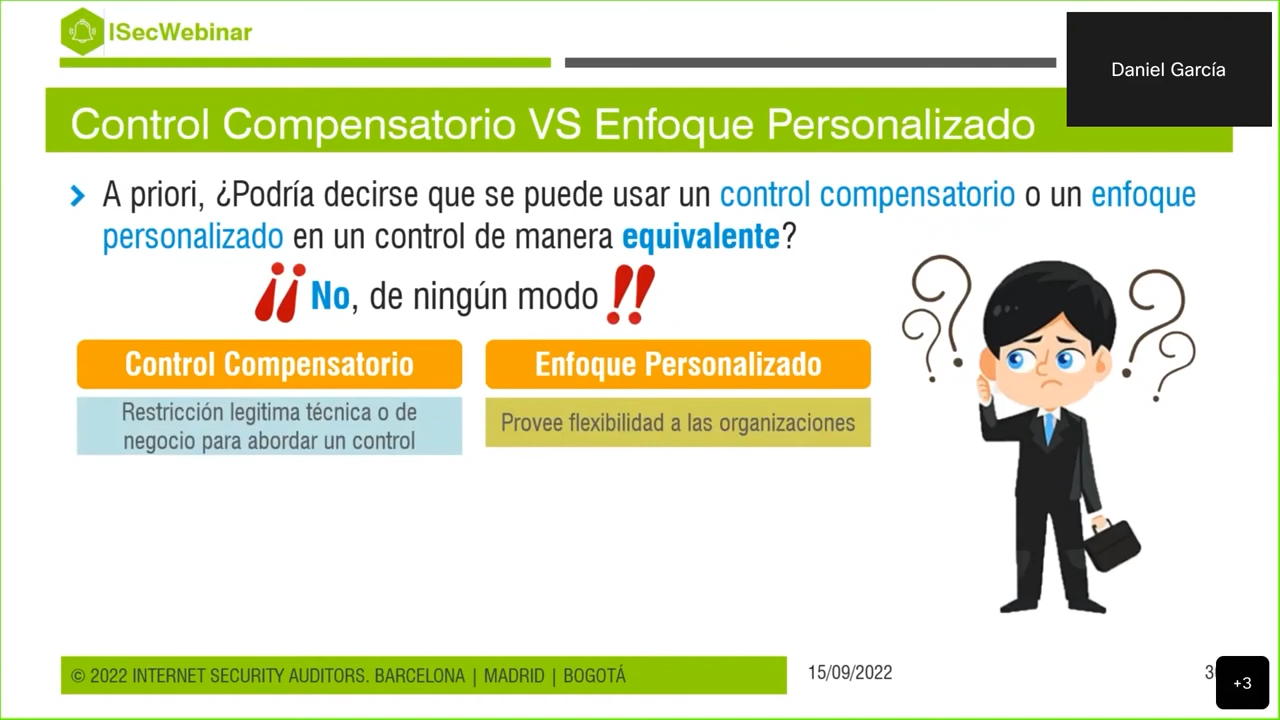 ISecWebinar
Daniel García
Control Compensatorio VS Enfoque Personalizado
A priori, ¿Podría decirse que se puede usar un control compensatorio o un enfoque
personalizado en un control de manera equivalente?
¡¡ No, de ningún modo !!
Control Compensatorio
Restricción legitima técnica o de
negocio para abordar un control
Enfoque Personalizado
Provee flexibilidad a las organizaciones
© 2022 INTERNET SECURITY AUDITORS. BARCELONA | MADRID | BOGOTÁ
15/09/2022
+3